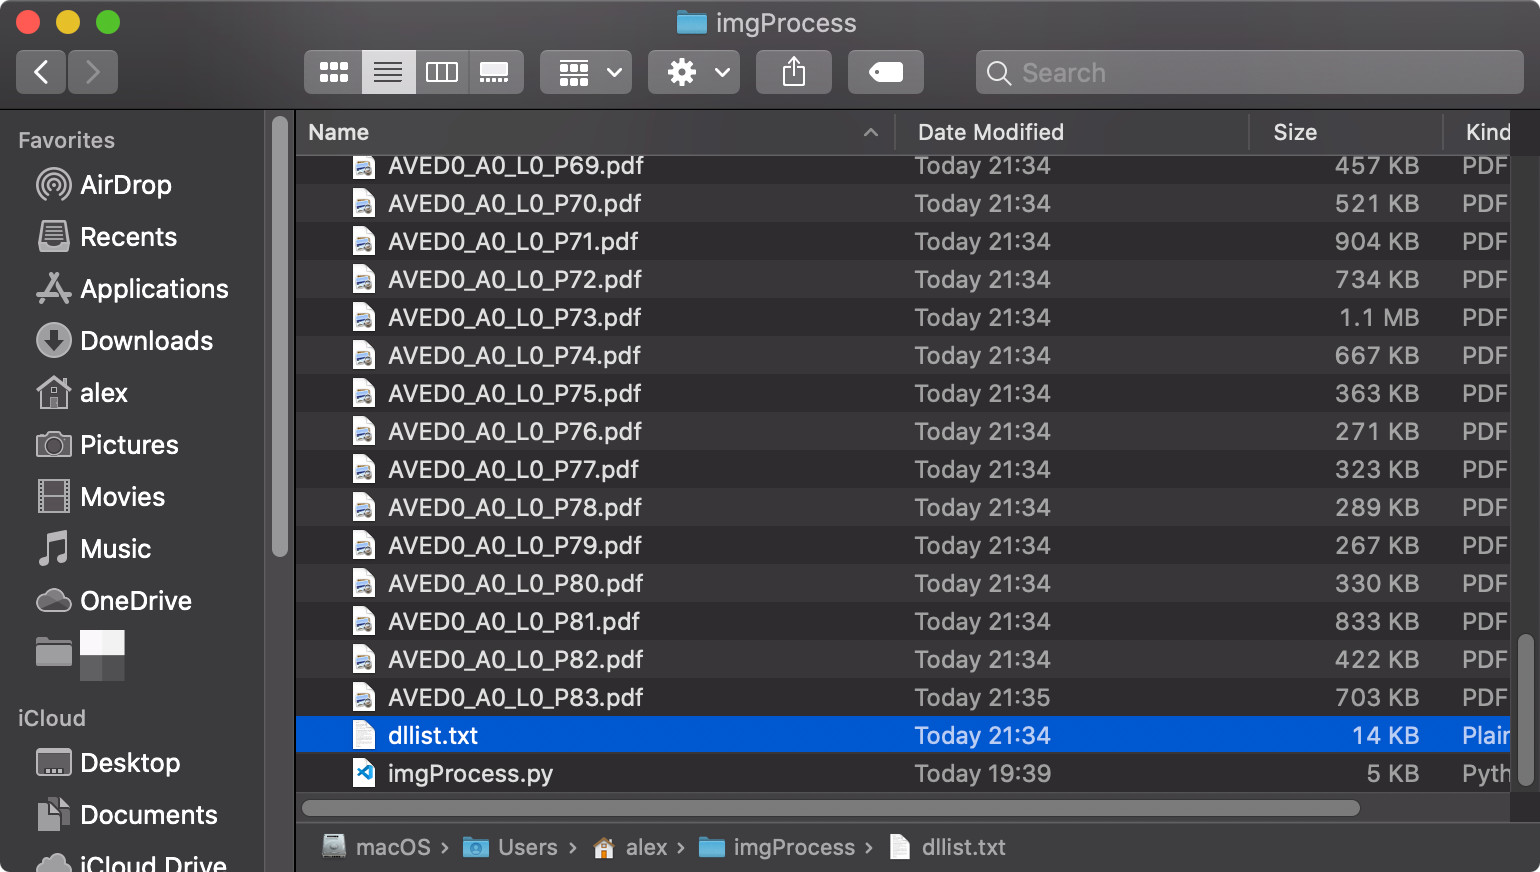 imgProcess
Search
Favorites
AirDrop
Recents
Applications
Downloads
alex
Pictures
Movies
Music
OneDrive
iCloud
Desktop
Documents
iCloud Drive
Name Date Modified Size Kind
AVED0_A0_L0_P69.pdf Today 21:34 457 KB PDF
AVED0_A0_L0_P70.pdf Today 21:34 521 KB PDF
AVED0_A0_L0_P71.pdf Today 21:34 904 KB PDF
AVED0_A0_L0_P72.pdf Today 21:34 734 KB PDF
AVED0_A0_L0_P73.pdf Today 21:34 1.1 MB PDF
AVED0_A0_L0_P74.pdf Today 21:34 667 KB PDF
AVED0_A0_L0_P75.pdf Today 21:34 363 KB PDF
AVED0_A0_L0_P76.pdf Today 21:34 271 KB PDF
AVED0_A0_L0_P77.pdf Today 21:34 323 KB PDF
AVED0_A0_L0_P78.pdf Today 21:34 289 KB PDF
AVED0_A0_L0_P79.pdf Today 21:34 267 KB PDF
AVED0_A0_L0_P80.pdf Today 21:34 330 KB PDF
AVED0_A0_L0_P81.pdf Today 21:34 833 KB PDF
AVED0_A0_L0_P82.pdf Today 21:34 422 KB PDF
AVED0_A0_L0_P83.pdf Today 21:35 703 KB PDF
dllist.txt Today 21:34 14 KB Plain
imgProcess.py Today 19:39 5 KB Pyth
macOS › Users › alex › imgProcess › dllist.txt